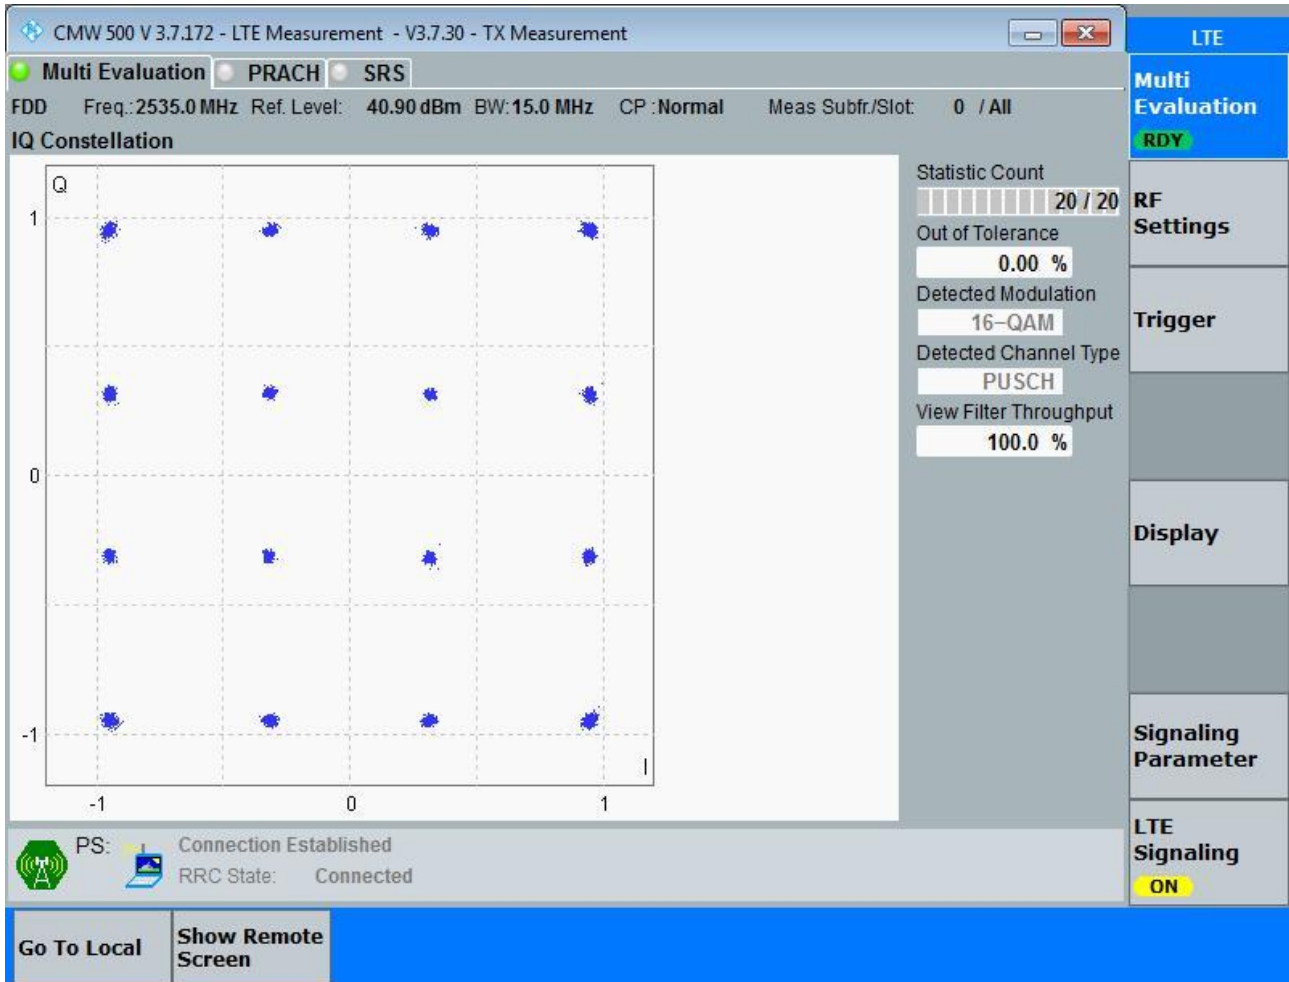 CMW 500 V 3.7.172 - LTE Measurement - V3.7.30 - TX Measurement
LTE
Multi Evaluation PRACH SRS
FDD Freq.: 2535.0 MHz Ref. Level: 40.90 dBm BW: 15.0 MHz CP : Normal Meas Subfr./Slot: 0 / All
IQ Constellation
Q
1
0
-1
I
-1 0 1
Statistic Count
20 / 20
Out of Tolerance
0.00 %
Detected Modulation
16-QAM
Detected Channel Type
PUSCH
View Filter Throughput
100.0 %
Multi
Evaluation
RDY
RF
Settings
Trigger
Display
Signaling
Parameter
LTE
Signaling
ON
PS: Connection Established
RRC State: Connected
Go To Local
Show Remote
Screen